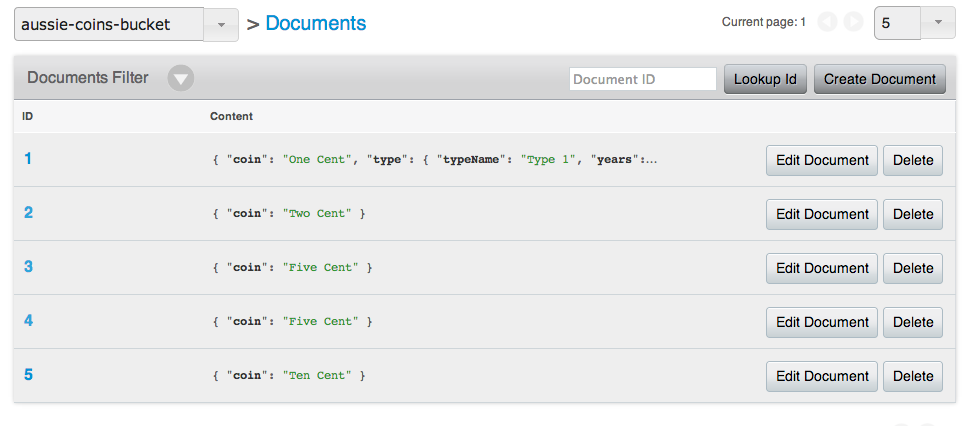 aussie-coins-bucket > Documents Current page: 1 5
Documents Filter Document ID Lookup Id Create Document
ID Content
1 { "coin": "One Cent", "type": { "typeName": "Type 1", "years":... Edit Document Delete
2 { "coin": "Two Cent" } Edit Document Delete
3 { "coin": "Five Cent" } Edit Document Delete
4 { "coin": "Five Cent" } Edit Document Delete
5 { "coin": "Ten Cent" } Edit Document Delete